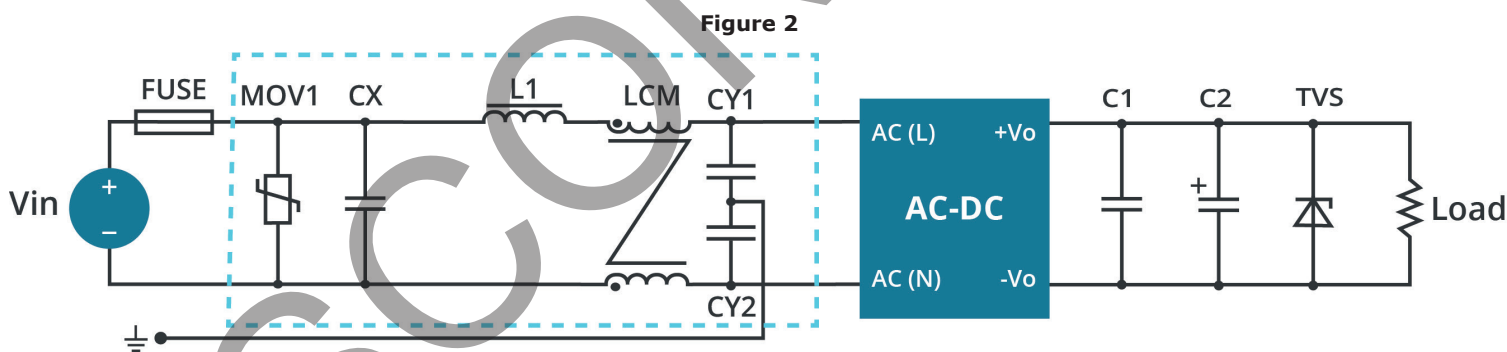 Figure 2
FUSE MOV1 CX L1 LCM CY1 C1 C2 TVS
AC (L) +Vo
+
Vin AC-DC + Load
−
AC (N) -Vo
CY2